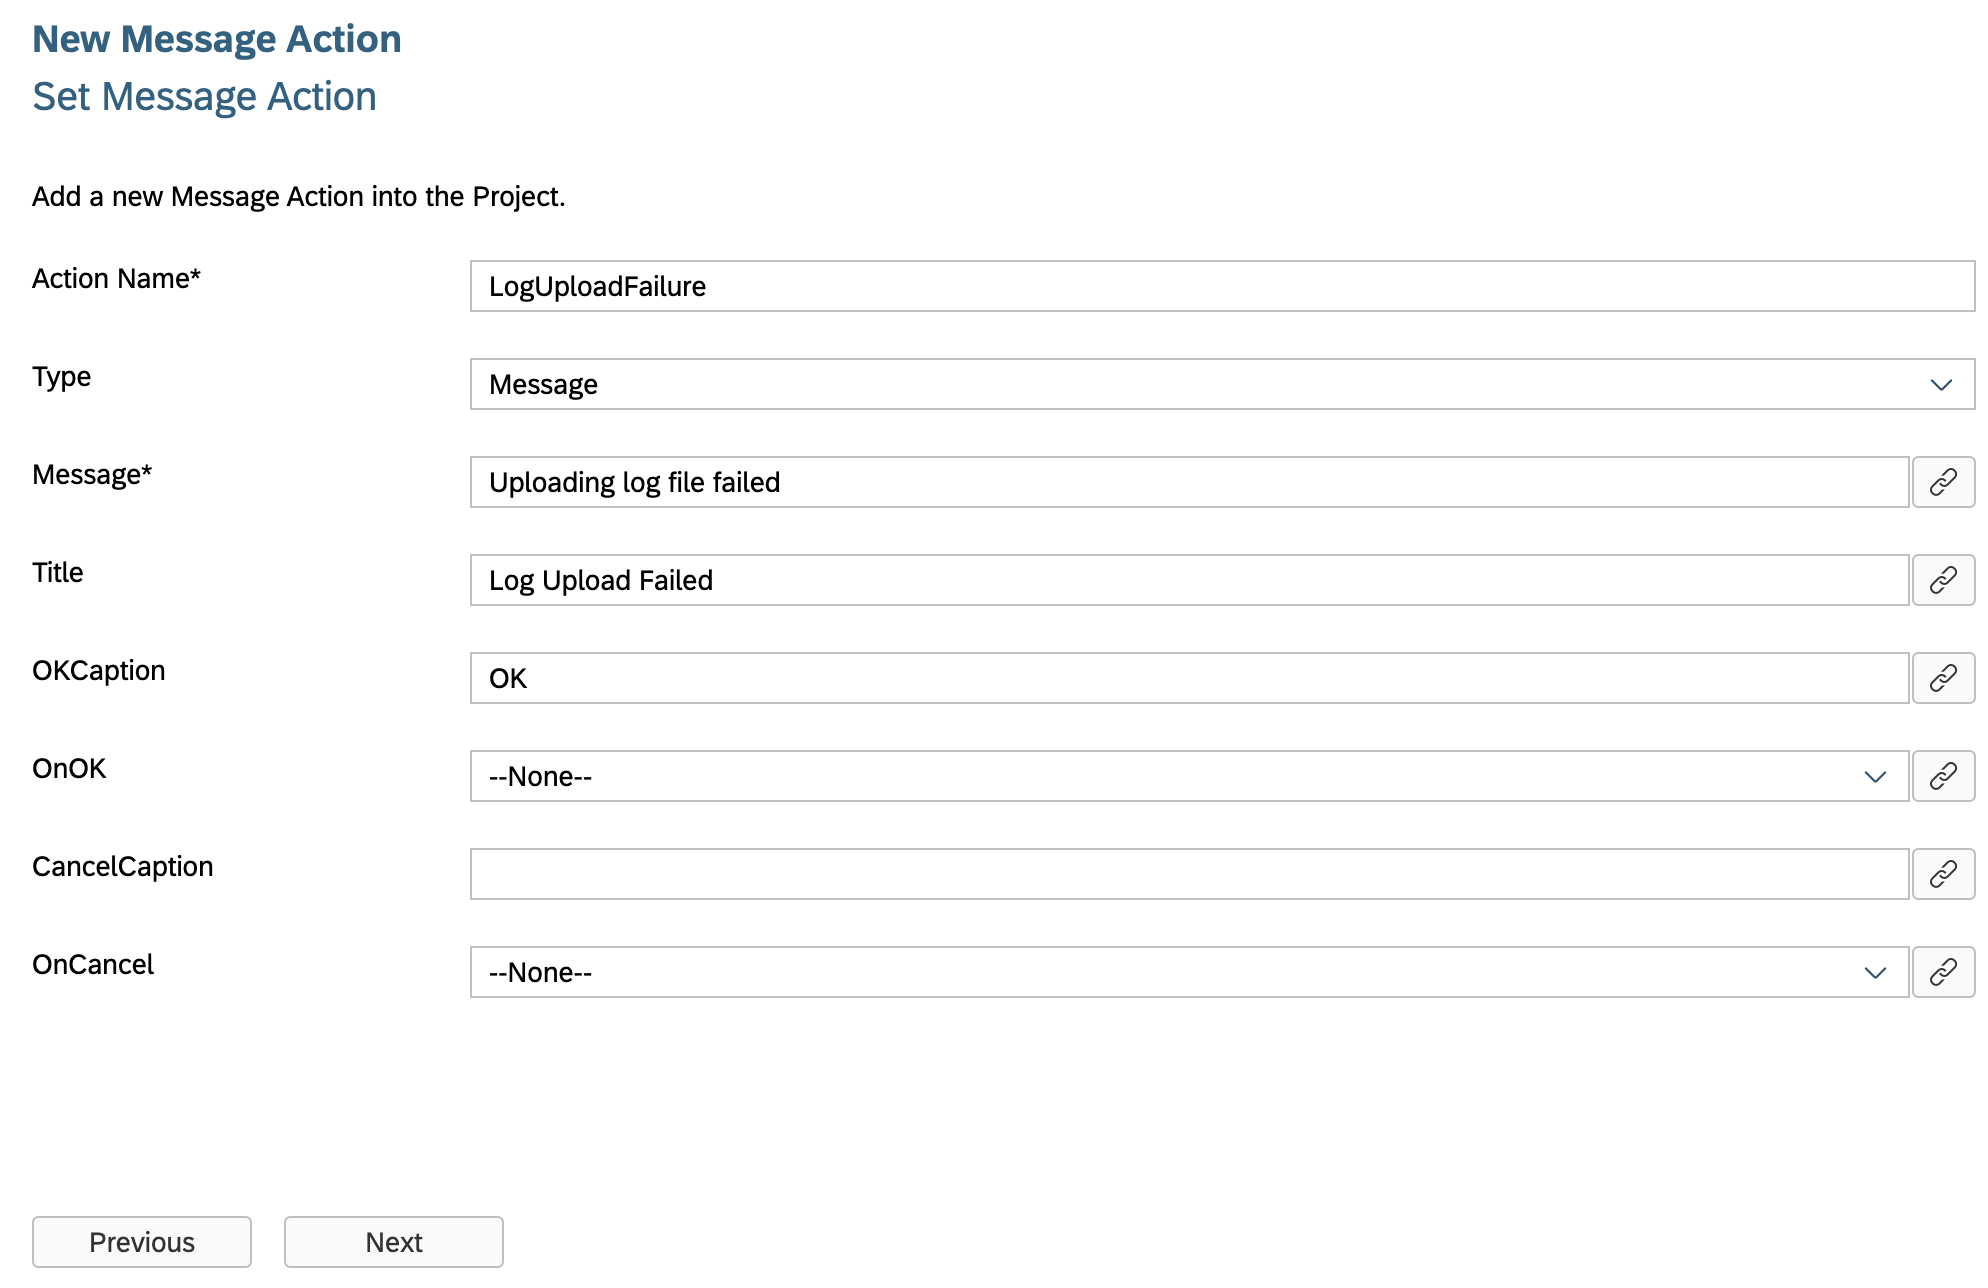 New Message Action
Set Message Action
Add a new Message Action into the Project.
Action Name*
LogUploadFailure
Type
Message
Message*
Uploading log file failed
Title
Log Upload Failed
OKCaption
OK
OnOK
--None--
CancelCaption
OnCancel
--None--
Previous
Next